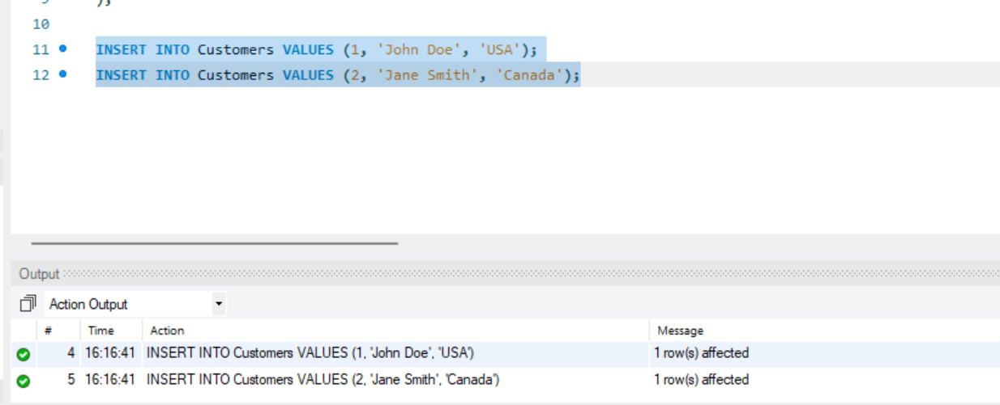 9 );
10
11 INSERT INTO Customers VALUES (1, 'John Doe', 'USA');
12 INSERT INTO Customers VALUES (2, 'Jane Smith', 'Canada');
Output
Action Output
# Time Action Message
4 16:16:41 INSERT INTO Customers VALUES (1, 'John Doe', 'USA') 1 row(s) affected
5 16:16:41 INSERT INTO Customers VALUES (2, 'Jane Smith', 'Canada') 1 row(s) affected